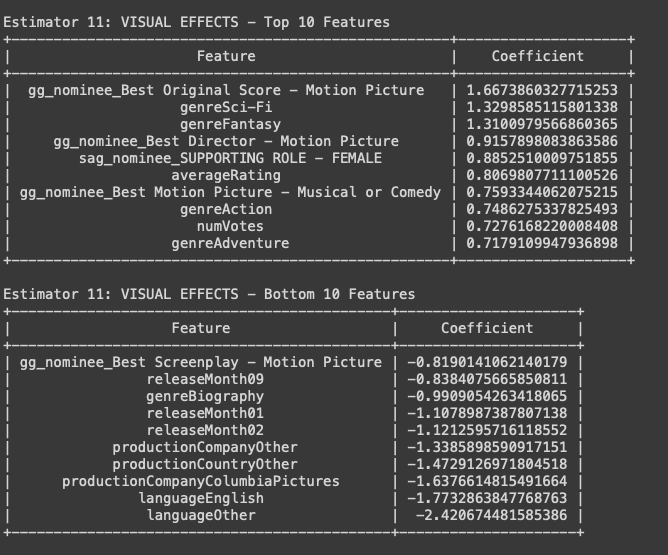 Estimator 11: VISUAL EFFECTS - Top 10 Features
Feature | Coefficient
gg_nominee_Best Original Score - Motion Picture | 1.6673860327715253
genreSci-Fi | 1.3298585115801338
genreFantasy | 1.3100979566860365
gg_nominee_Best Director - Motion Picture | 0.9157898083863586
sag_nominee_SUPPORTING ROLE - FEMALE | 0.8852510009751855
averageRating | 0.8069807711100526
gg_nominee_Best Motion Picture - Musical or Comedy | 0.7593344062075215
genreAction | 0.7486275337825493
numVotes | 0.7276168220008408
genreAdventure | 0.7179109947936898
Estimator 11: VISUAL EFFECTS - Bottom 10 Features
Feature | Coefficient
gg_nominee_Best Screenplay - Motion Picture | -0.8190141062140179
releaseMonth09 | -0.8384075665850811
genreBiography | -0.9909054263418065
releaseMonth01 | -1.1078987387807138
releaseMonth02 | -1.1212595716118552
productionCompanyOther | -1.3385898590917151
productionCountryOther | -1.4729126971804518
productionCompanyColumbiaPictures | -1.6376614815491664
languageEnglish | -1.7732863847768763
languageOther | -2.420674481585386